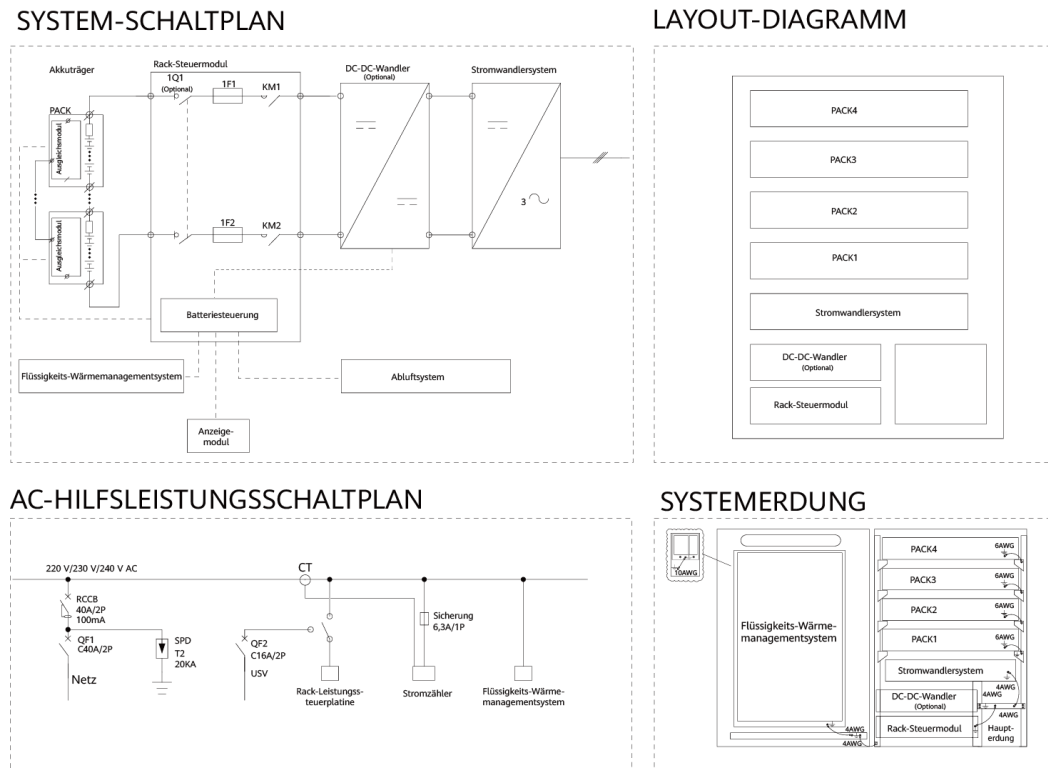 SYSTEM-SCHALTPLAN
Akkuträger
Rack-Steuermodul
DC-DC-Wandler
(Optional)
Stromwandlersystem
1Q1
(Optional)
1F1
KM1
PACK
Ausgleichsmodul
Ausgleichsmodul
1F2
KM2
3
Batteriesteuerung
Flüssigkeits-Wärmemanagementsystem
Abluftsystem
Anzeige-
modul
LAYOUT-DIAGRAMM
PACK4
PACK3
PACK2
PACK1
Stromwandlersystem
DC-DC-Wandler
(Optional)
Rack-Steuermodul
AC-HILFSLEISTUNGSSCHALTPLAN
220 V/230 V/240 V AC
CT
RCCB
40A/2P
100mA
QF1
C40A/2P
Netz
SPD
T2
20KA
QF2
C16A/2P
USV
Sicherung
6,3A/1P
Rack-Leistungss-
teuerplatine
Stromzähler
Flüssigkeits-Wärme-
managementsystem
SYSTEMERDUNG
10AWG
Flüssigkeits-Wärme-
managementsystem
4AWG
4AWG
PACK4
6AWG
PACK3
6AWG
PACK2
6AWG
PACK1
6AWG
Stromwandlersystem
4AWG
4AWG
DC-DC-Wandler
(Optional)
4AWG
Rack-Steuermodul
Haupt-
erdung